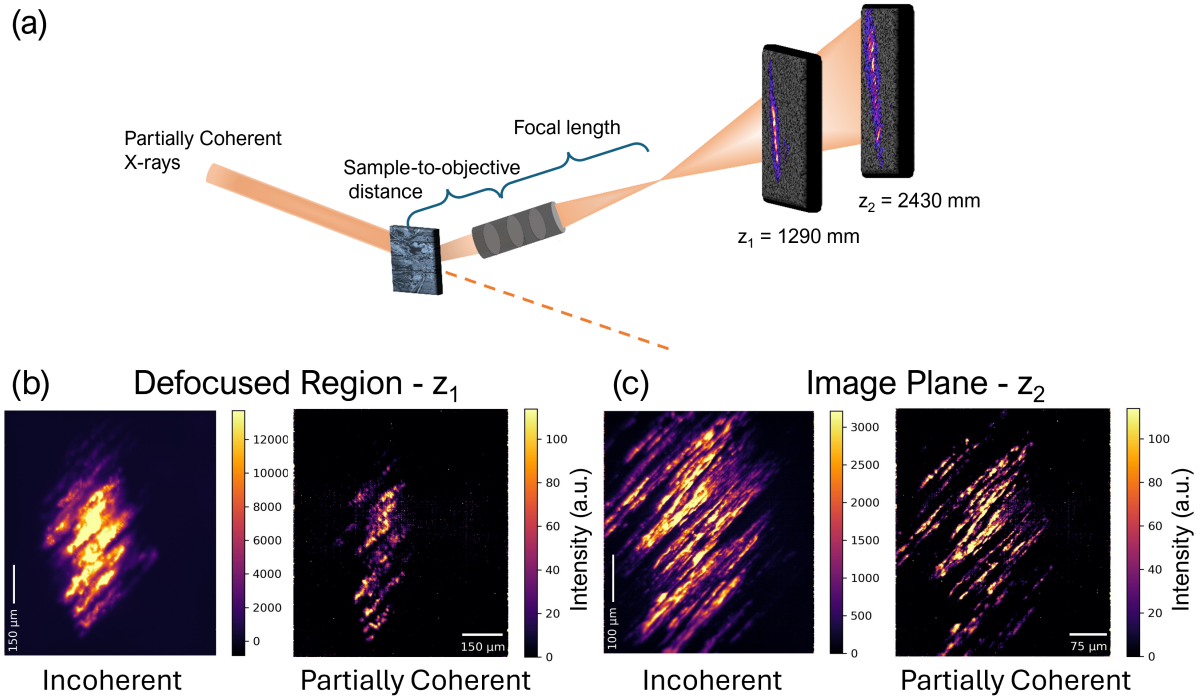 (a)
Partially Coherent
X-rays
Sample-to-objective
distance
Focal length
z1 = 1290 mm
z2 = 2430 mm
(b)
Defocused Region - z1
150 μm
12000
10000
8000
6000
4000
2000
0
150 μm
100
80
60
40
20
0
Intensity (a.u.)
Incoherent
Partially Coherent
(c)
Image Plane - z2
100 μm
3000
2500
2000
1500
1000
500
0
75 μm
100
80
60
40
20
0
Intensity (a.u.)
Incoherent
Partially Coherent